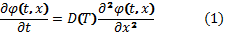 ∂φ(t, x)/∂t = D(T) ∂²φ(t, x)/∂x² (1)